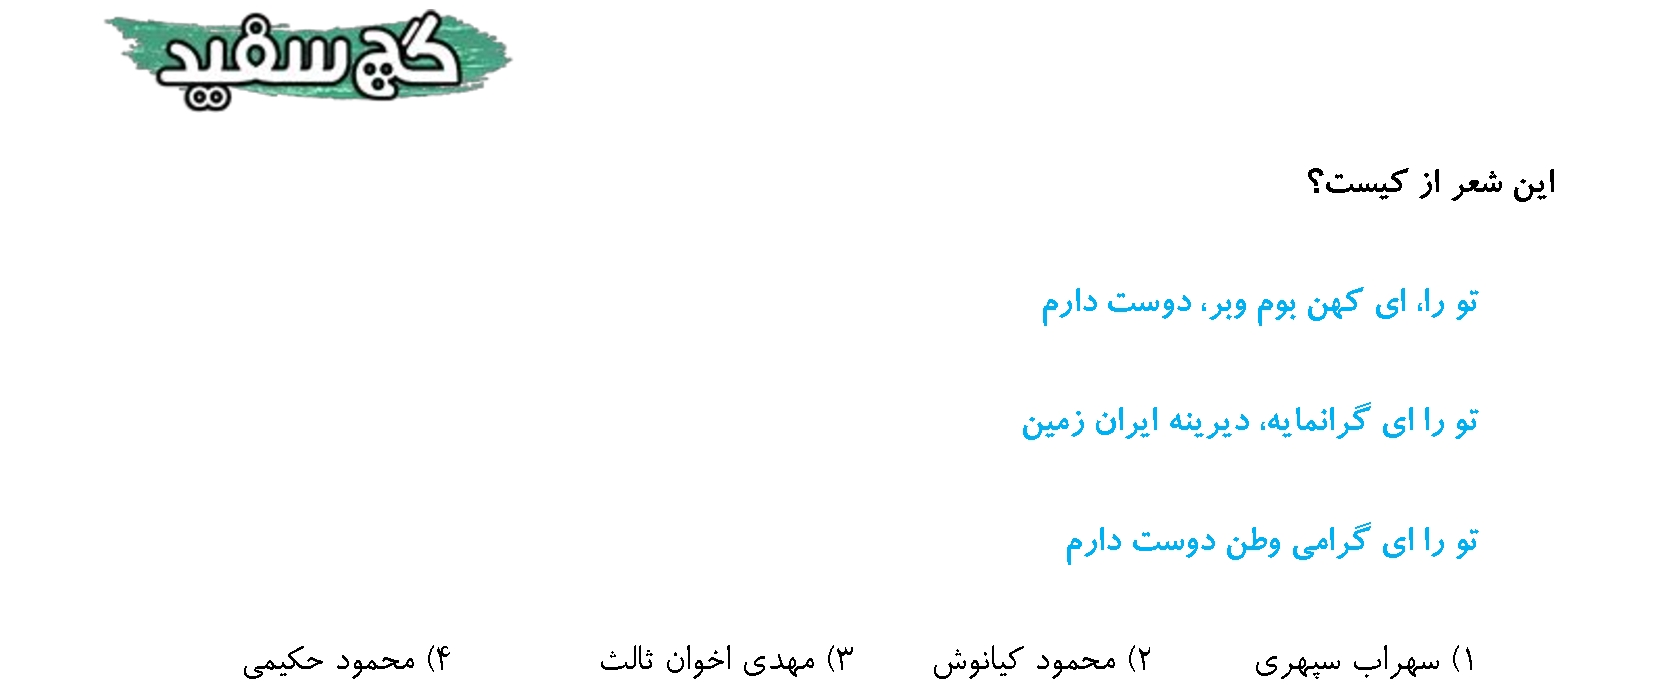 گچ سفید
این شعر از کیست؟
تو را، ای کهن بوم وبر، دوست دارم
تو را ای گرانمایه، دیرینه ایران زمین
تو را ای گرامی وطن دوست دارم
۱) سهراب سپهری ۲) محمود کیانوش ۳) مهدی اخوان ثالث ۴) محمود حکیمی